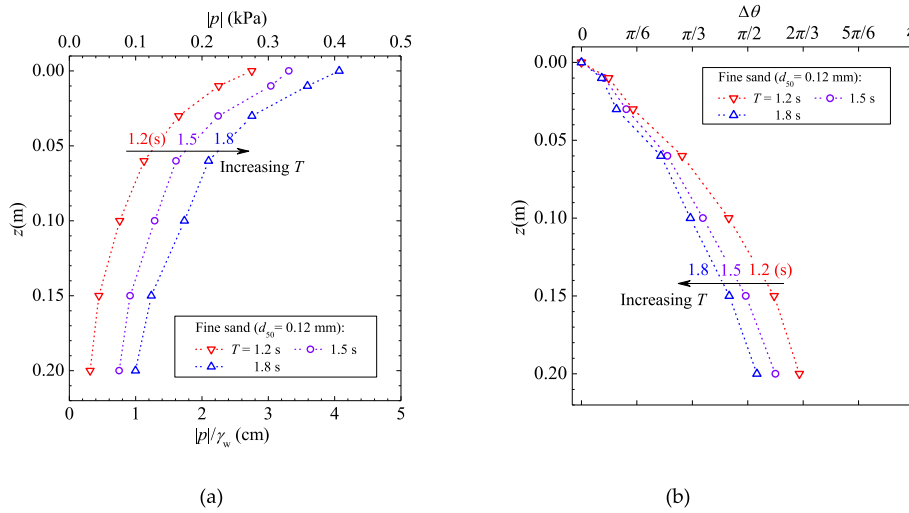 |p| (kPa)
0.0 0.1 0.2 0.3 0.4 0.5
0.00
0.05
0.10
0.15
0.20
z(m)
1.2(s) 1.5 1.8
Increasing T
Fine sand (d50 = 0.12 mm):
T = 1.2 s 1.5 s
1.8 s
0 1 2 3 4 5
|p|/γw (cm)
(a)
Δθ
0 π/6 π/3 π/2 2π/3 5π/6
0.00
0.05
0.10
0.15
0.20
z(m)
Fine sand (d50 = 0.12 mm):
T = 1.2 s 1.5 s
1.8 s
1.8 1.5 1.2 (s)
Increasing T
(b)